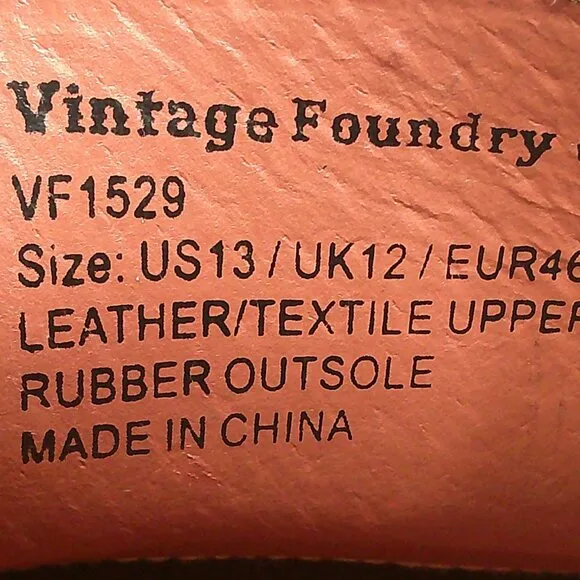 Vintage Foundry
VF1529
Size: US13 / UK12 / EUR46
LEATHER/TEXTILE UPPER
RUBBER OUTSOLE
MADE IN CHINA